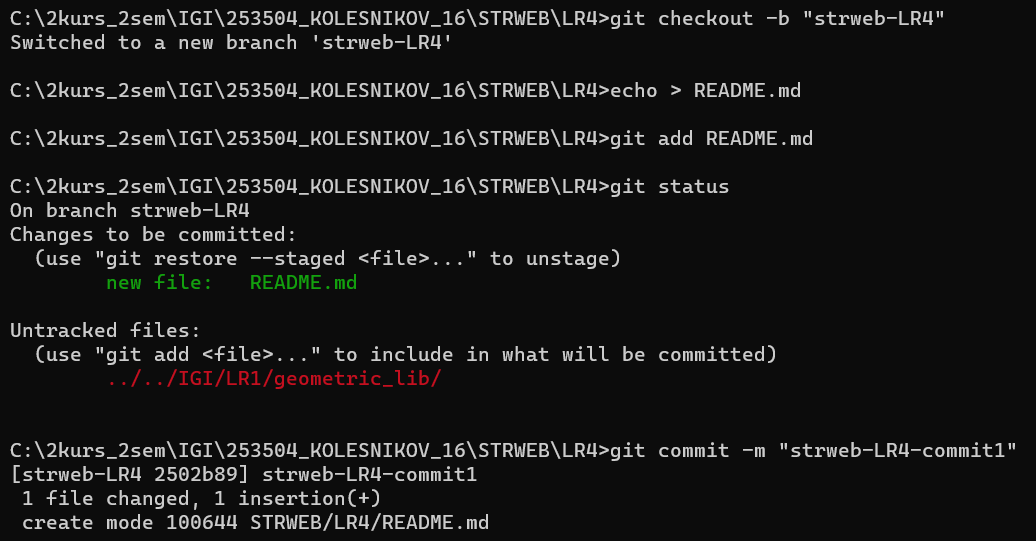 C:\2kurs_2sem\IGI\253504_KOLESNIKOV_16\STRWEB\LR4>git checkout -b "strweb-LR4"
Switched to a new branch 'strweb-LR4'
C:\2kurs_2sem\IGI\253504_KOLESNIKOV_16\STRWEB\LR4>echo > README.md
C:\2kurs_2sem\IGI\253504_KOLESNIKOV_16\STRWEB\LR4>git add README.md
C:\2kurs_2sem\IGI\253504_KOLESNIKOV_16\STRWEB\LR4>git status
On branch strweb-LR4
Changes to be committed:
  (use "git restore --staged <file>..." to unstage)
        new file:   README.md
Untracked files:
  (use "git add <file>..." to include in what will be committed)
        ../../IGI/LR1/geometric_lib/
C:\2kurs_2sem\IGI\253504_KOLESNIKOV_16\STRWEB\LR4>git commit -m "strweb-LR4-commit1"
[strweb-LR4 2502b89] strweb-LR4-commit1
 1 file changed, 1 insertion(+)
 create mode 100644 STRWEB/LR4/README.md